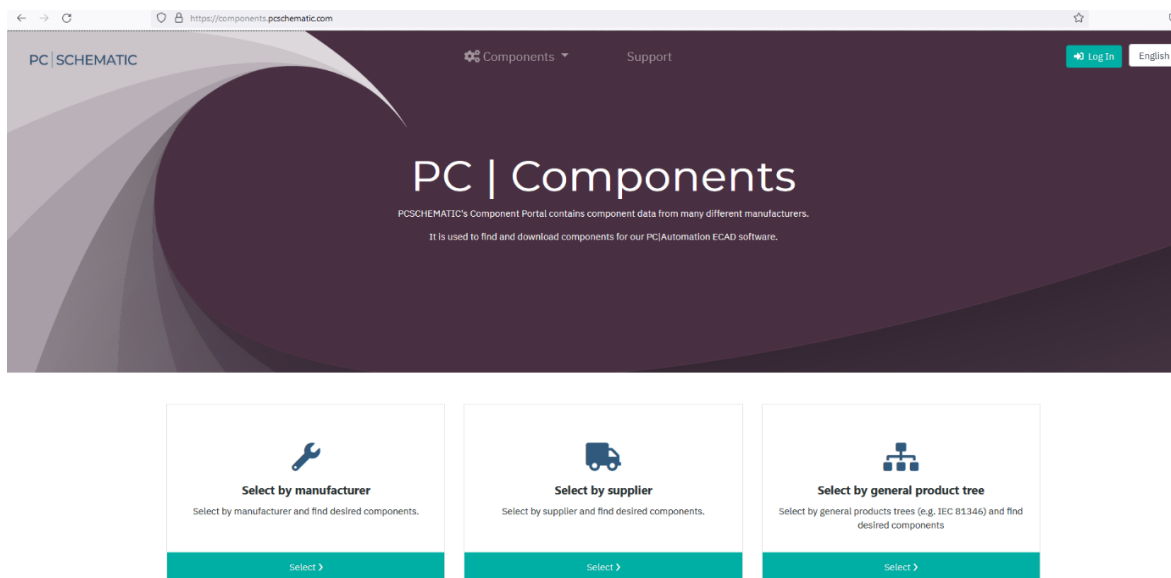 https://components.pcschematic.com
PC|SCHEMATIC
Components
Support
Log In
English
PC | Components
PCSCHEMATIC's Component Portal contains component data from many different manufacturers.
It is used to find and download components for our PC|Automation ECAD software.
Select by manufacturer
Select by manufacturer and find desired components.
Select
Select by supplier
Select by supplier and find desired components.
Select
Select by general product tree
Select by general products trees (e.g. IEC 81346) and find
desired components
Select